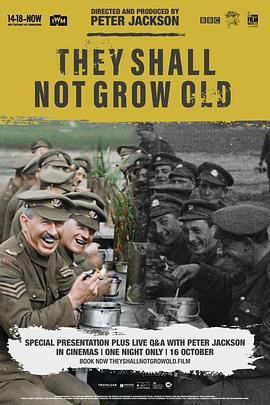 DIRECTED AND PRODUCED BY
PETER JACKSON
14-18-NOW
IWM
BBC
THEY SHALL
NOT GROW OLD
SPECIAL PRESENTATION PLUS LIVE Q&A WITH PETER JACKSON
IN CINEMAS | ONE NIGHT ONLY | 16 OCTOBER
BOOK NOW THEYSHALLNOTGROWOLD.FILM
TRAFALGAR